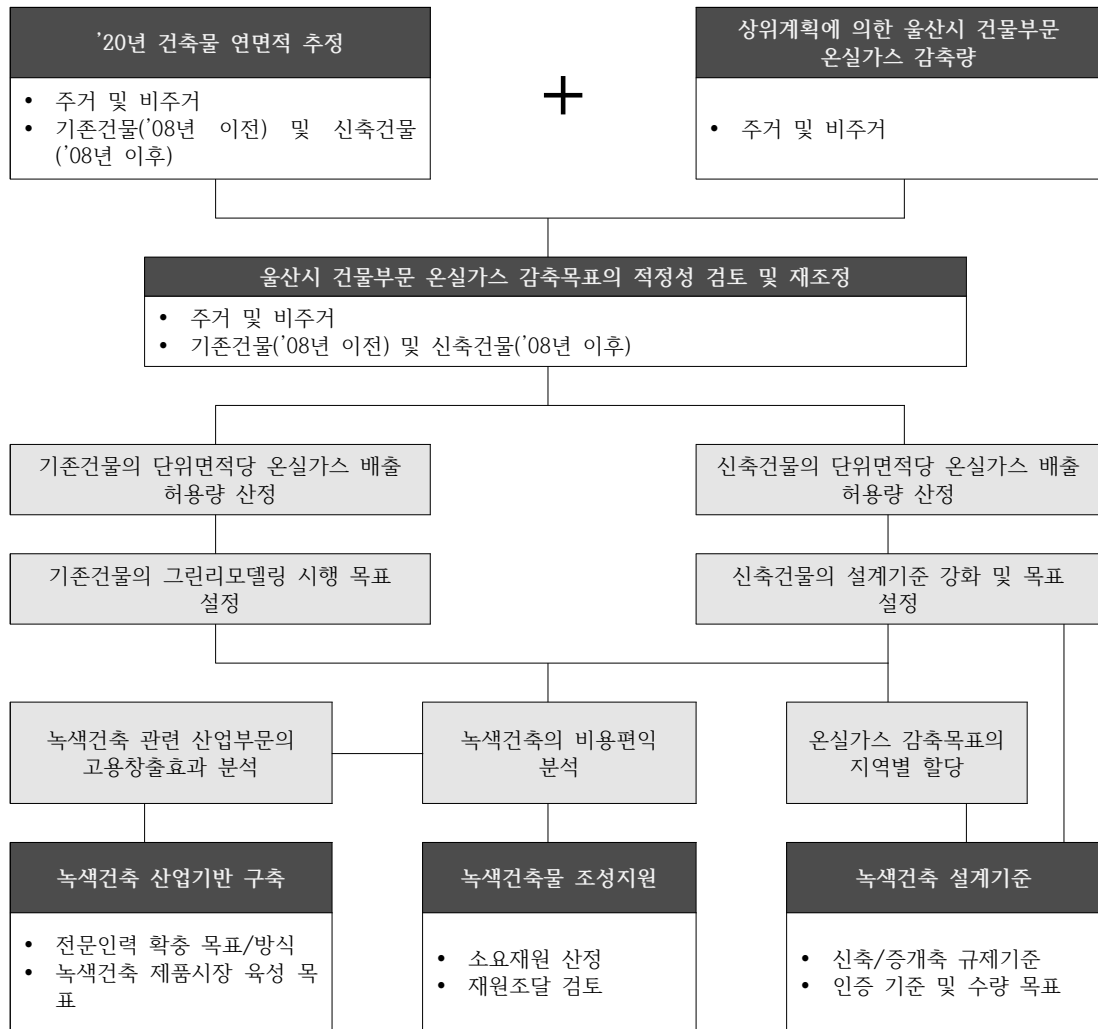 ’20년 건축물 연면적 추정
• 주거 및 비주거
• 기존건물(’08년 이전) 및 신축건물
(’08년 이후)
+
상위계획에 의한 울산시 건물부문
온실가스 감축량
• 주거 및 비주거
울산시 건물부문 온실가스 감축목표의 적정성 검토 및 재조정
• 주거 및 비주거
• 기존건물(’08년 이전) 및 신축건물(’08년 이후)
기존건물의 단위면적당 온실가스 배출
허용량 산정
신축건물의 단위면적당 온실가스 배출
허용량 산정
기존건물의 그린리모델링 시행 목표
설정
신축건물의 설계기준 강화 및 목표
설정
녹색건축 관련 산업부문의
고용창출효과 분석
녹색건축의 비용편익
분석
온실가스 감축목표의
지역별 할당
녹색건축 산업기반 구축
• 전문인력 확충 목표/방식
• 녹색건축 제품시장 육성 목
표
녹색건축물 조성지원
• 소요재원 산정
• 재원조달 검토
녹색건축 설계기준
• 신축/증개축 규제기준
• 인증 기준 및 수량 목표